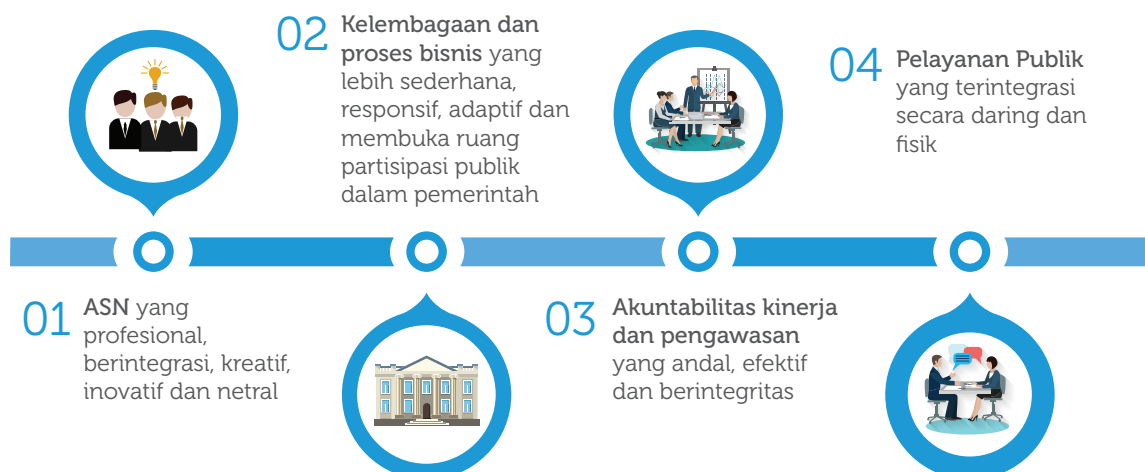 01
ASN yang
profesional,
berintegrasi, kreatif,
inovatif dan netral
02
Kelembagaan dan
proses bisnis yang
lebih sederhana,
responsif, adaptif dan
membuka ruang
partisipasi publik
dalam pemerintah
03
Akuntabilitas kinerja
dan pengawasan
yang andal, efektif
dan berintegritas
04
Pelayanan Publik
yang terintegrasi
secara daring dan
fisik